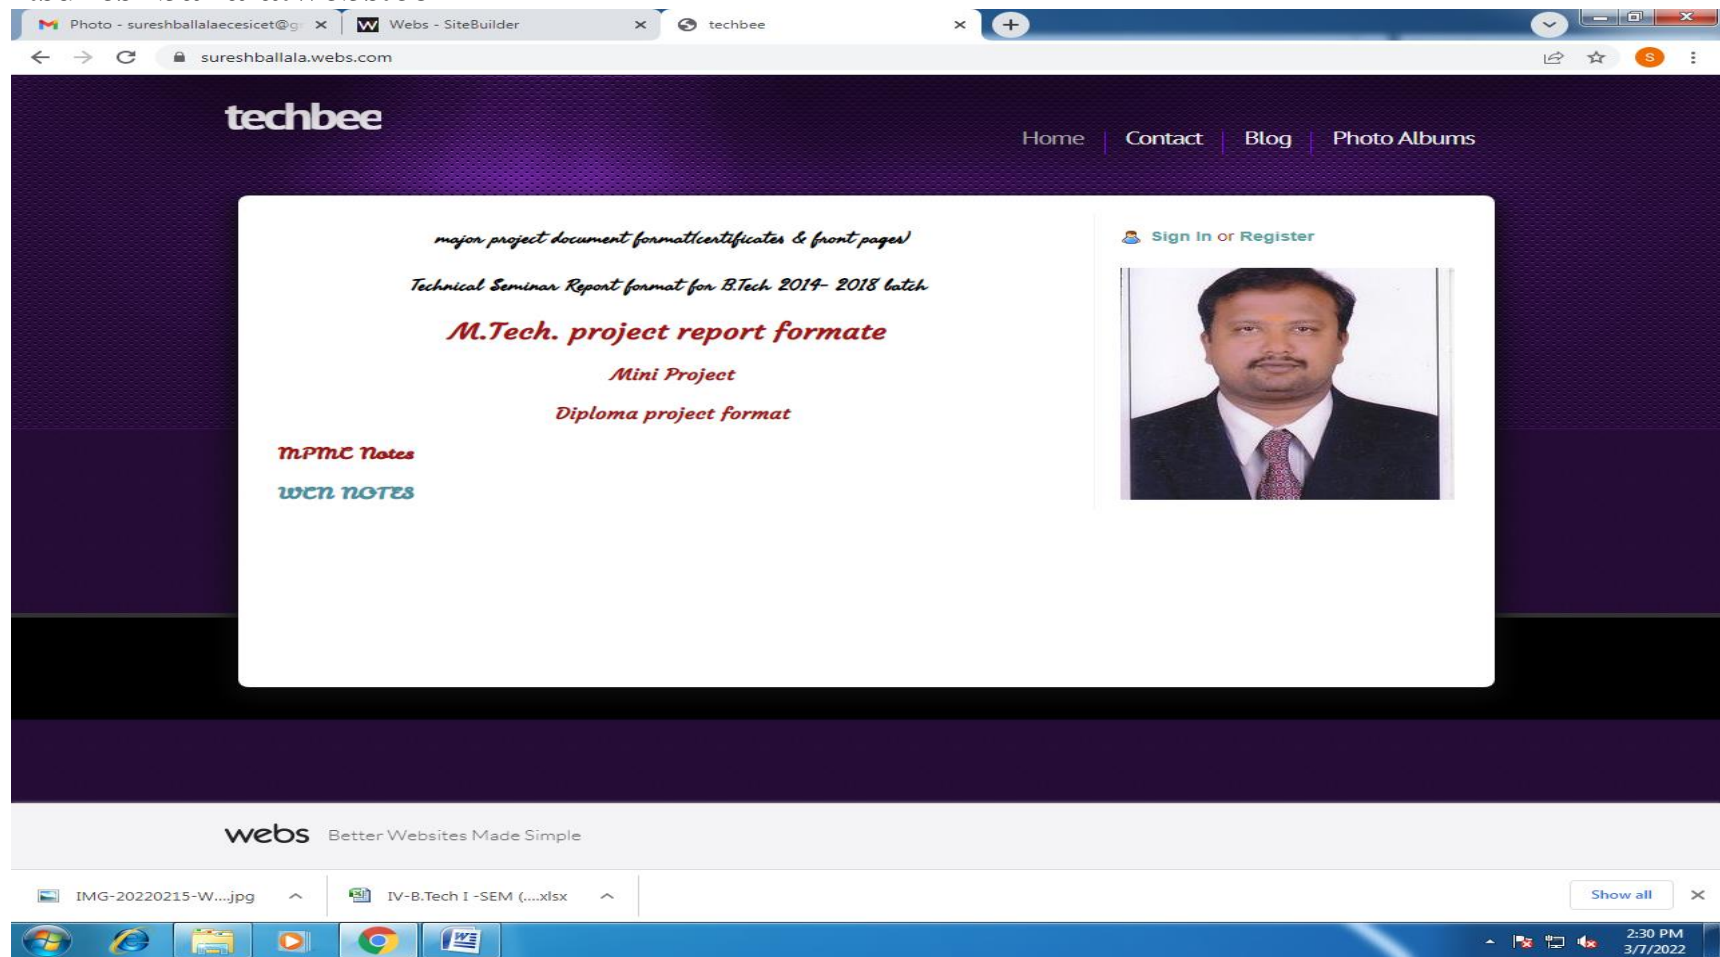 Photo - sureshballalaecesicet@g
Webs - SiteBuilder
techbee
sureshballala.webs.com
S
techbee
Home
Contact
Blog
Photo Albums
major project document format(certificates & front pages)
Technical Seminar Report format for B.Tech 2014- 2018 batch
M.Tech. project report formate
Mini Project
Diploma project format
MPMC Notes
WCN NOTES
Sign In or Register
webs Better Websites Made Simple
IMG-20220215-W....jpg
IV-B.Tech I -SEM (....xlsx
Show all
2:30 PM
3/7/2022